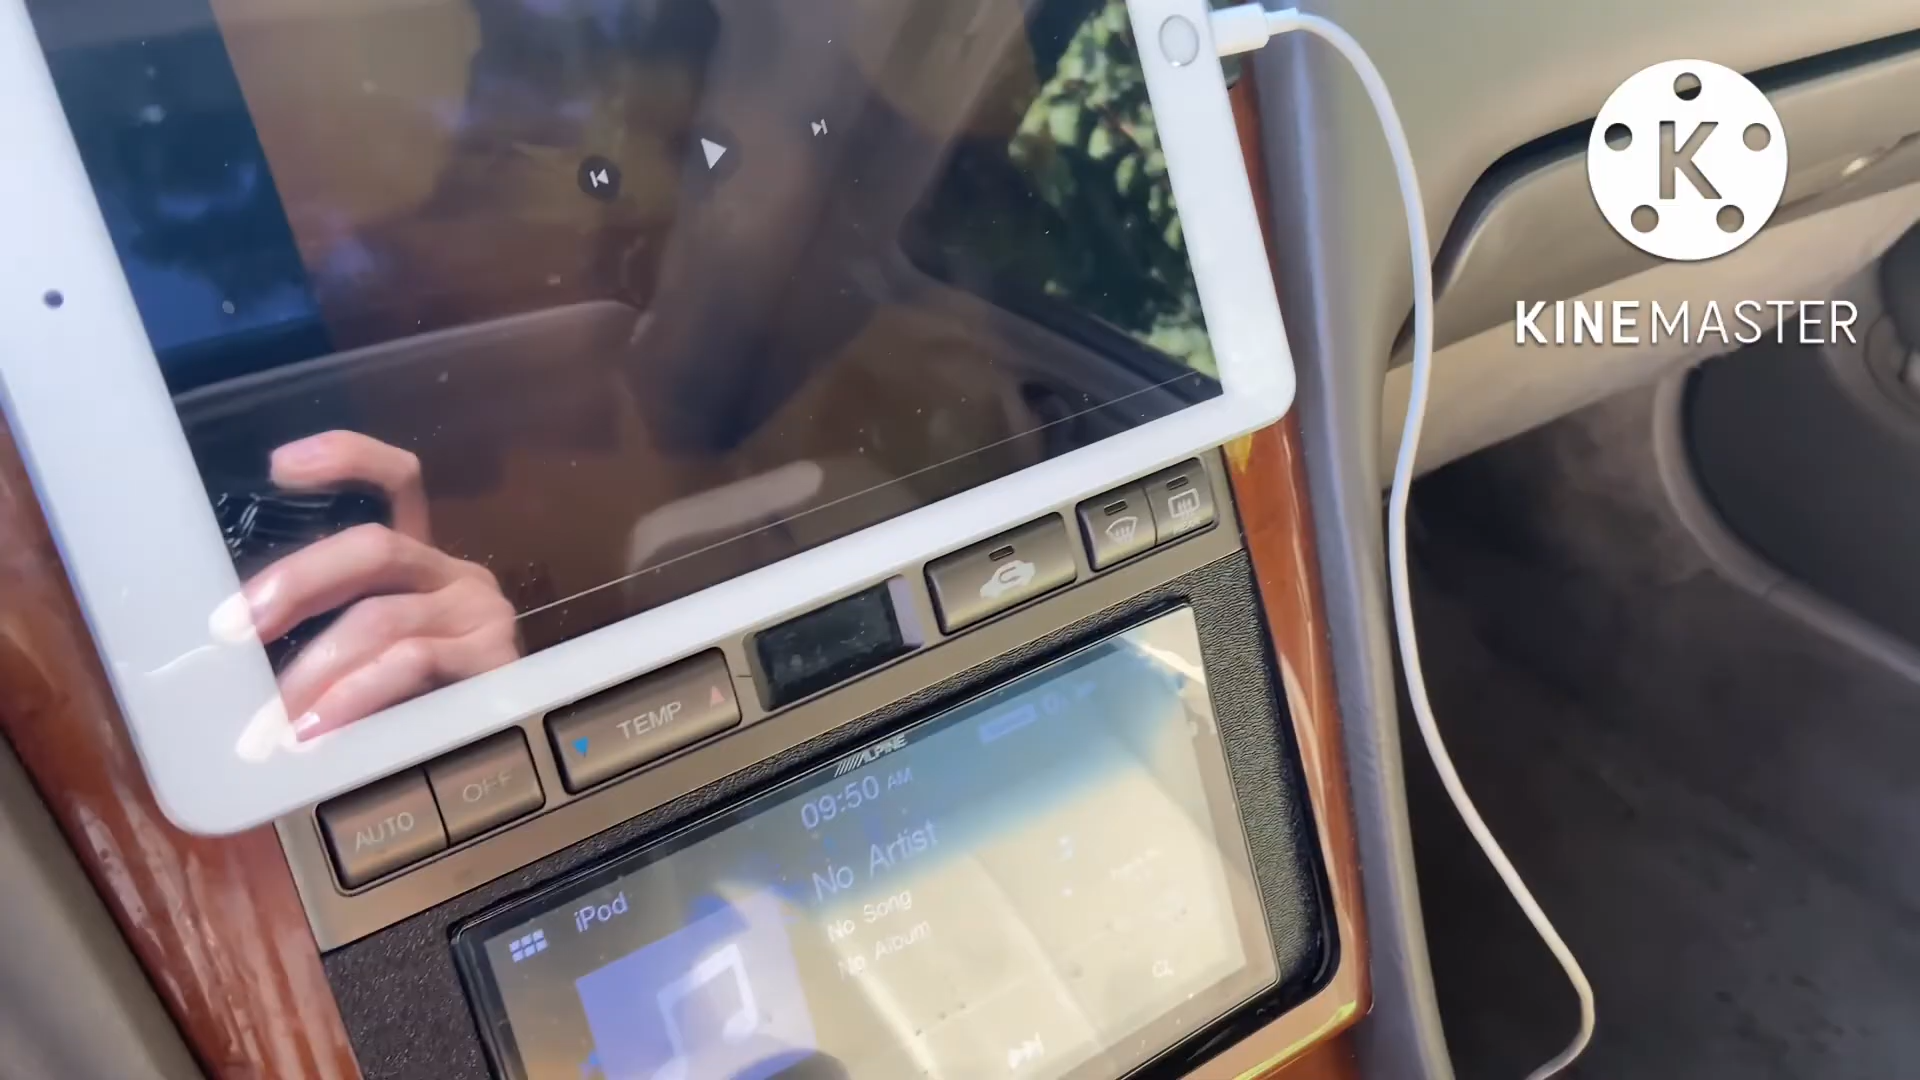 K
KINEMASTER
TEMP
OFF
AUTO
ALPINE
09:50 AM
No Artist
iPod
No Song
No Album